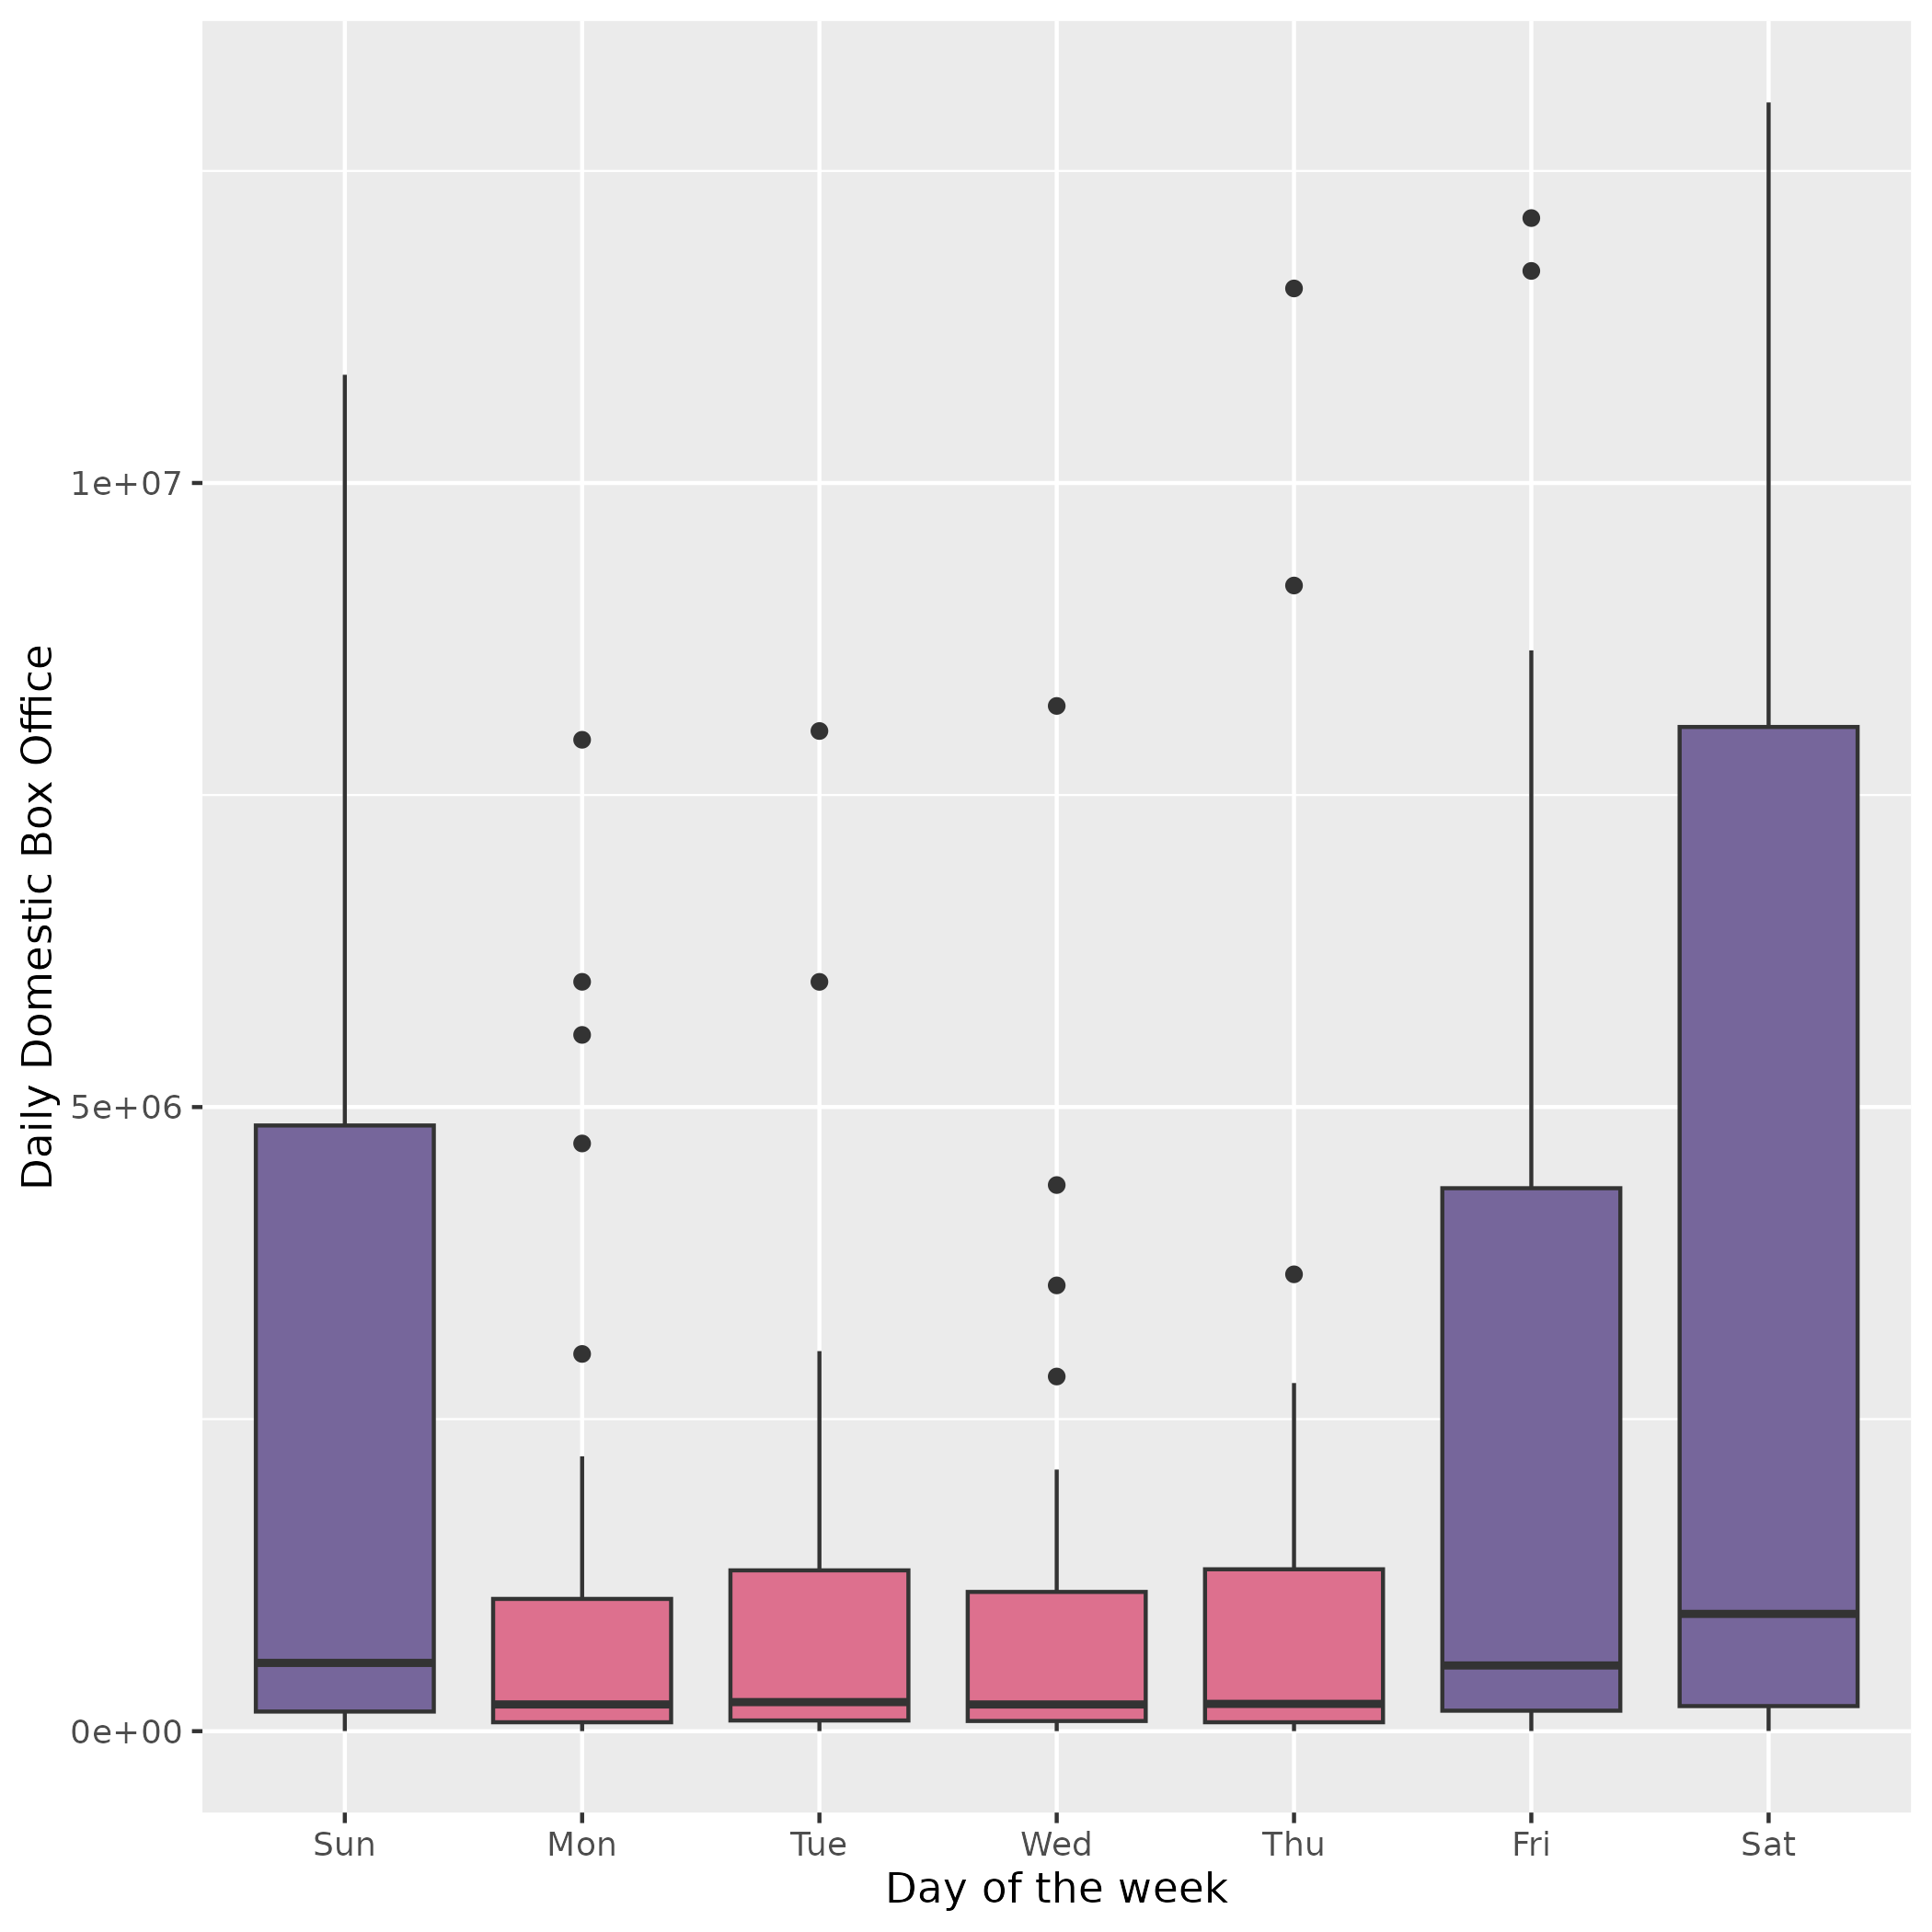 Daily Domestic Box Office
1e+07
5e+06
0e+00
Sun Mon Tue Wed Thu Fri Sat
Day of the week